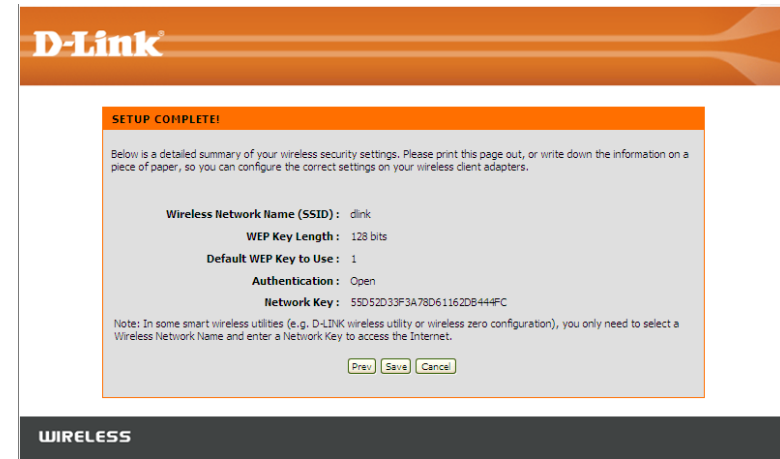 D-Link®
SETUP COMPLETE!
Below is a detailed summary of your wireless security settings. Please print this page out, or write down the information on a
piece of paper, so you can configure the correct settings on your wireless client adapters.
Wireless Network Name (SSID) : dlink
WEP Key Length : 128 bits
Default WEP Key to Use : 1
Authentication : Open
Network Key : 55D52D33F3A78D61162DB444FC
Note: In some smart wireless utilities (e.g. D-LINK wireless utility or wireless zero configuration), you only need to select a
Wireless Network Name and enter a Network Key to access the Internet.
Prev Save Cancel
WIRELESS